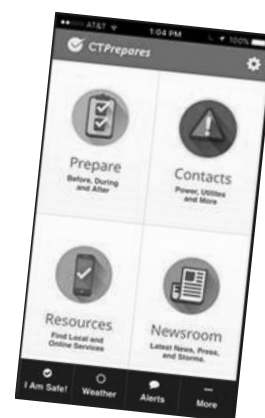 AT&T 1:04 PM 100%
CTPrepares
Prepare
Before, During
and After
Contacts
Power, Utilites
and More
Resources
Find Local and
Online Services
Newsroom
Latest News, Press,
and Storms.
I Am Safe! Weather Alerts More